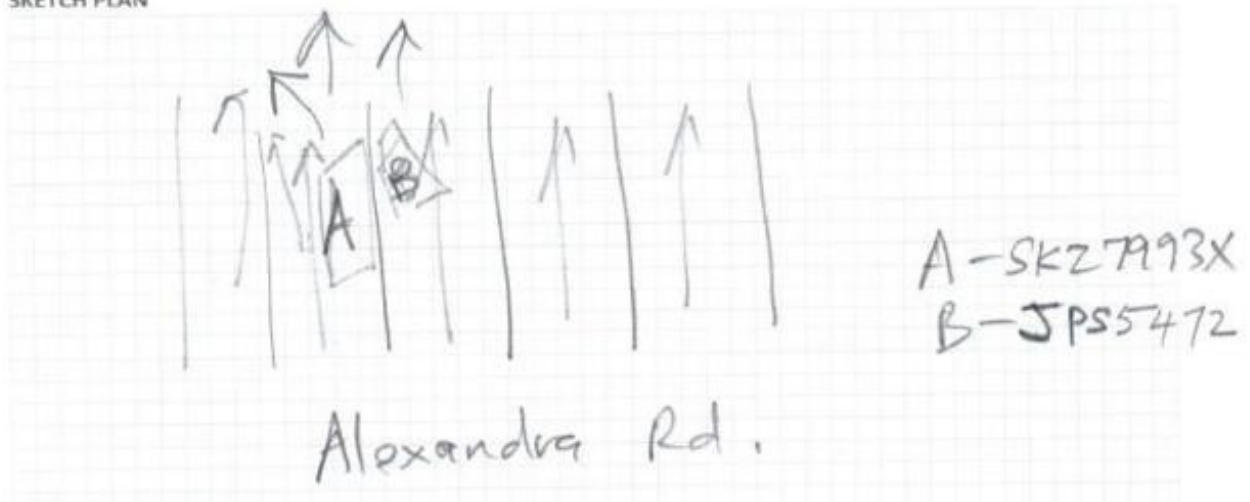 SKETCH PLAN
A
B
A-SKZ7993X
B-JPS5472
Alexandra Rd.